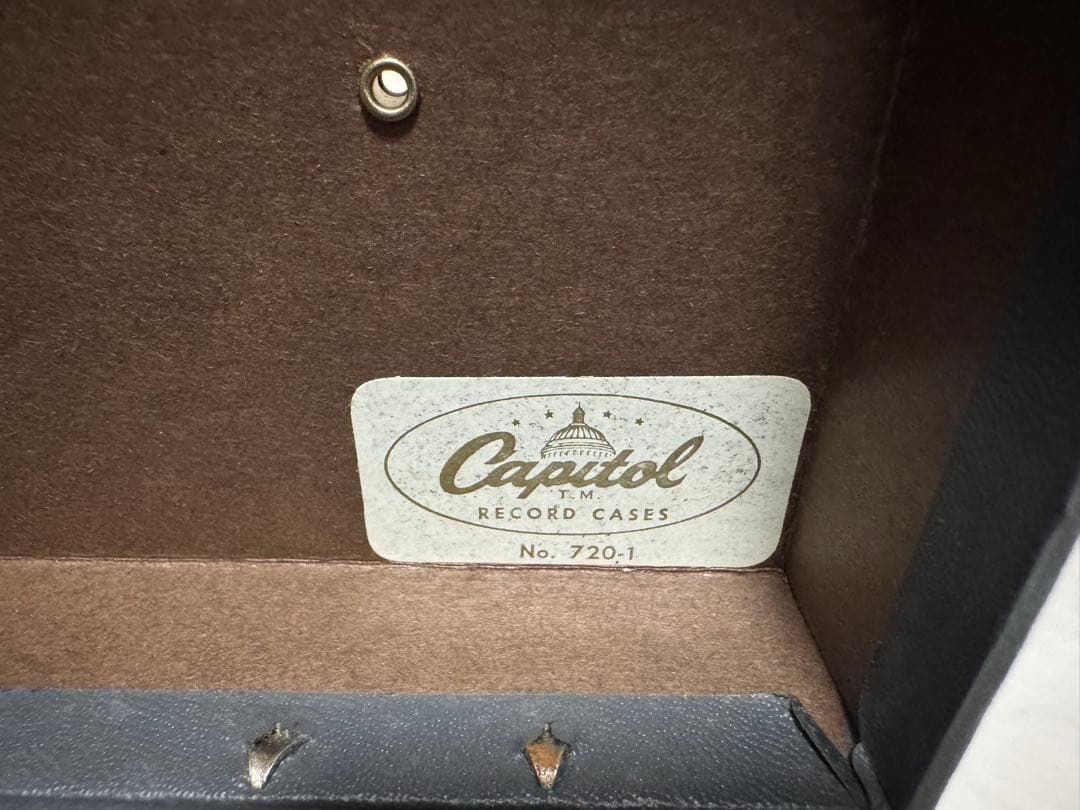 Capitol
T.M.
RECORD CASES
No. 720-1